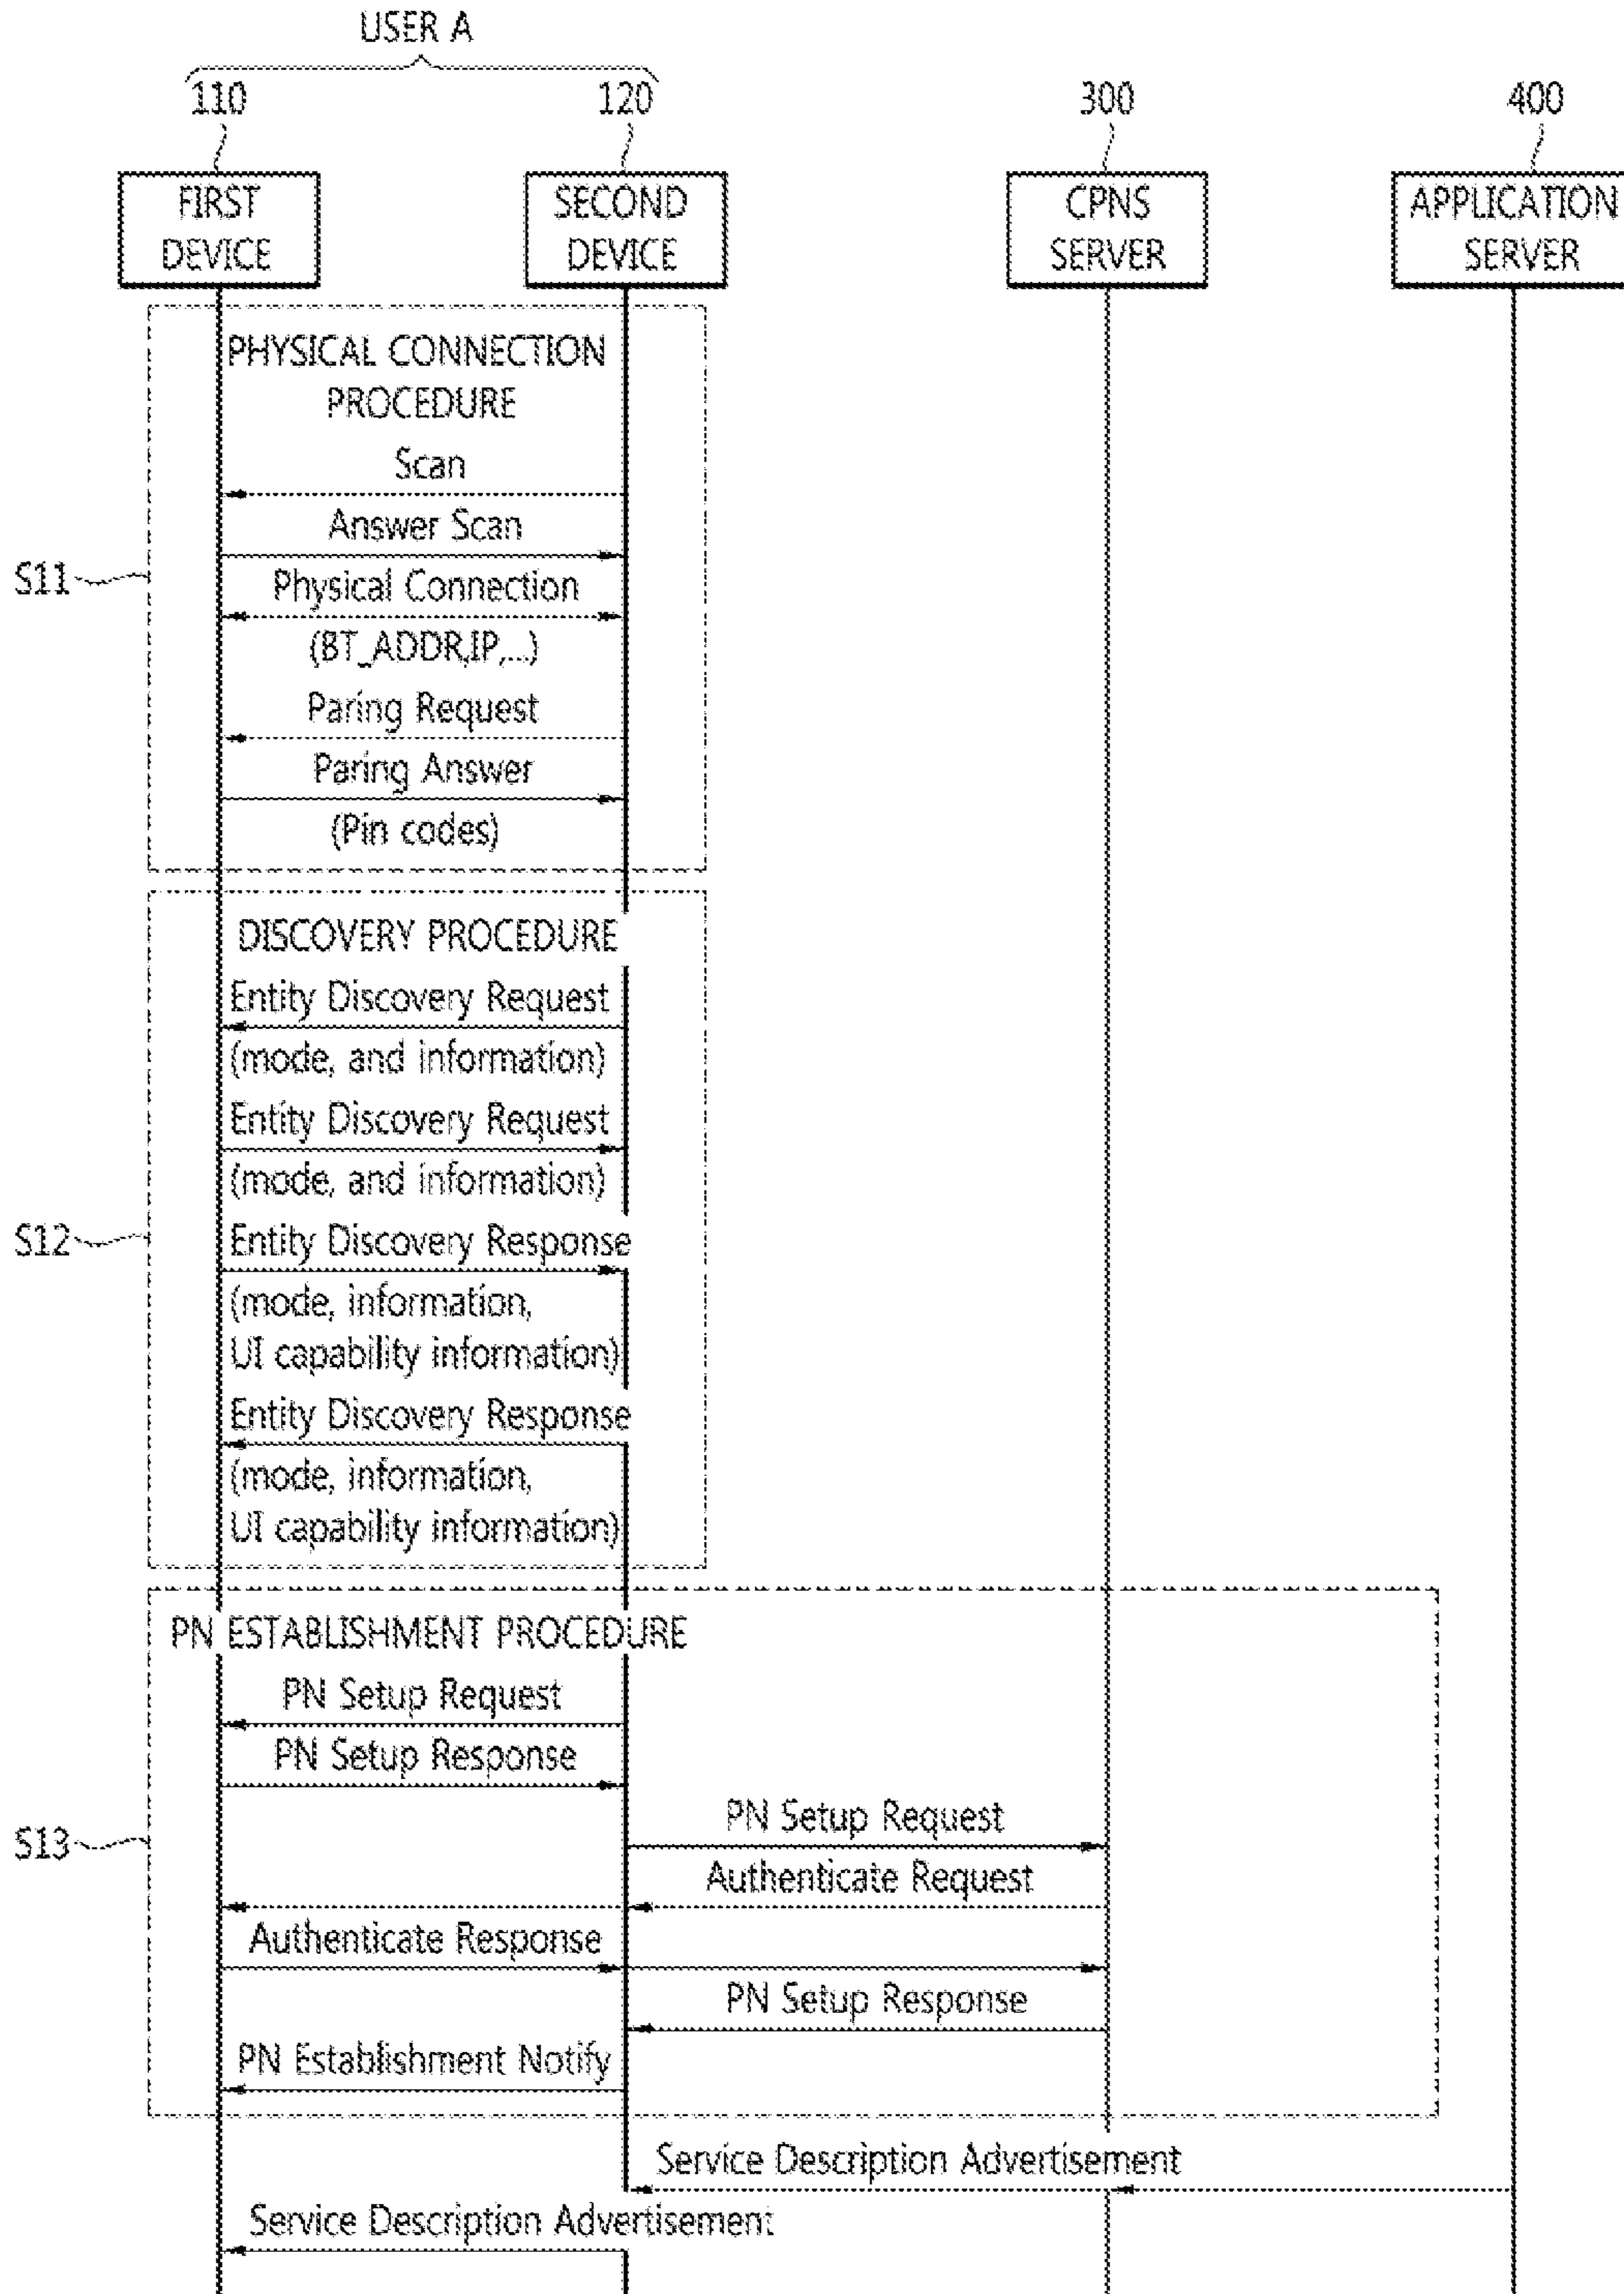 USER A
110
120
300
400
FIRST
DEVICE
SECOND
DEVICE
CPNS
SERVER
APPLICATION
SERVER
PHYSICAL CONNECTION
PROCEDURE
Scan
Answer Scan
S11
Physical Connection
(BT_ADDR,IP,...)
Paring Request
Paring Answer
(Pin codes)
DISCOVERY PROCEDURE
Entity Discovery Request
(mode, and information)
Entity Discovery Request
(mode, and information)
S12
Entity Discovery Response
(mode, information,
UI capability information)
Entity Discovery Response
(mode, information,
UI capability information)
PN ESTABLISHMENT PROCEDURE
PN Setup Request
PN Setup Response
PN Setup Request
S13
Authenticate Request
Authenticate Response
PN Setup Response
PN Establishment Notify
Service Description Advertisement
Service Description Advertisement